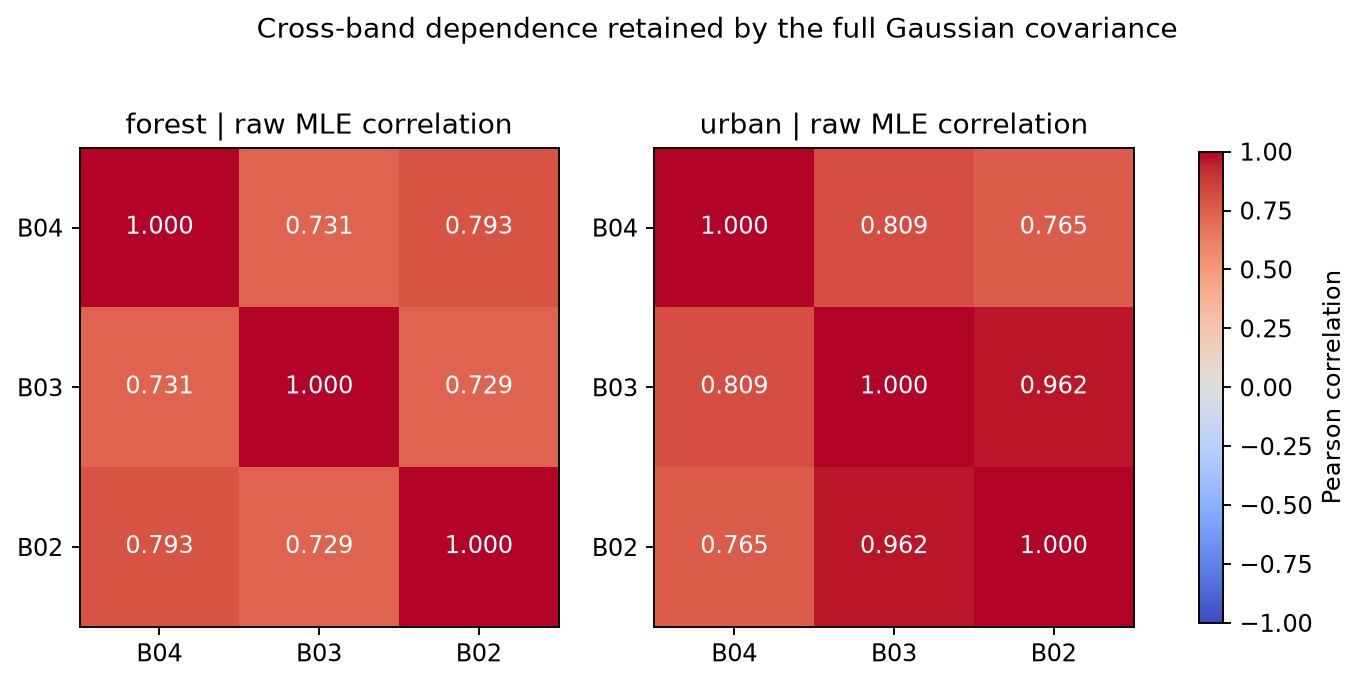 Cross-band dependence retained by the full Gaussian covariance
forest | raw MLE correlation
B04 1.000 0.731 0.793
B03 0.731 1.000 0.729
B02 0.793 0.729 1.000
B04 B03 B02
urban | raw MLE correlation
B04 1.000 0.809 0.765
B03 0.809 1.000 0.962
B02 0.765 0.962 1.000
B04 B03 B02
1.00
0.75
0.50
0.25
0.00
−0.25
−0.50
−0.75
−1.00
Pearson correlation